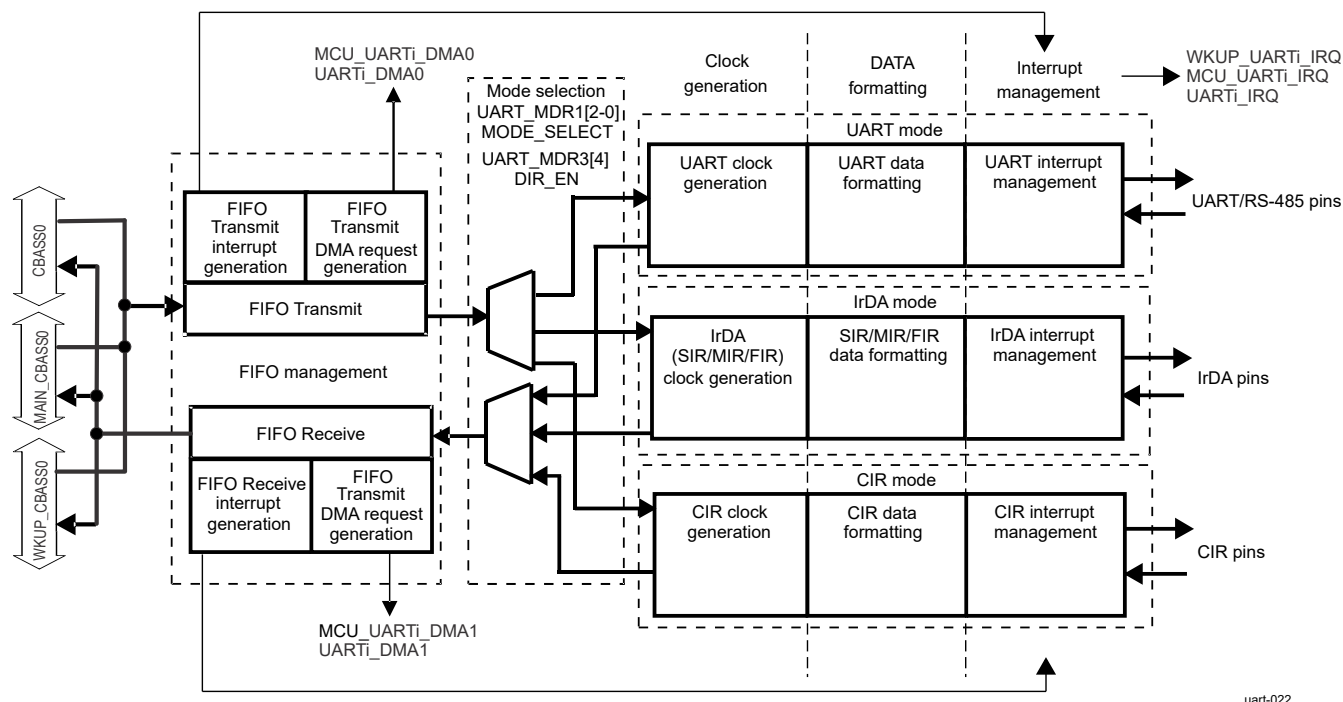 MCU_UARTi_DMA0
UARTi_DMA0
Mode selection
UART_MDR1[2-0]
MODE_SELECT
UART_MDR3[4]
DIR_EN
Clock
generation
DATA
formatting
Interrupt
management
WKUP_UARTi_IRQ
MCU_UARTi_IRQ
UARTi_IRQ
UART mode
UART clock
generation
UART data
formatting
UART interrupt
management
UART/RS-485 pins
CBASS0
MAIN_CBASS0
WKUP_CBASS0
FIFO
Transmit
interrupt
generation
FIFO
Transmit
DMA request
generation
FIFO Transmit
FIFO management
FIFO Receive
FIFO Receive
interrupt
generation
FIFO
Transmit
DMA request
generation
MCU_UARTi_DMA1
UARTi_DMA1
IrDA mode
IrDA
(SIR/MIR/FIR)
clock generation
SIR/MIR/FIR
data formatting
IrDA interrupt
management
IrDA pins
CIR mode
CIR clock
generation
CIR data
formatting
CIR interrupt
management
CIR pins
uart-022